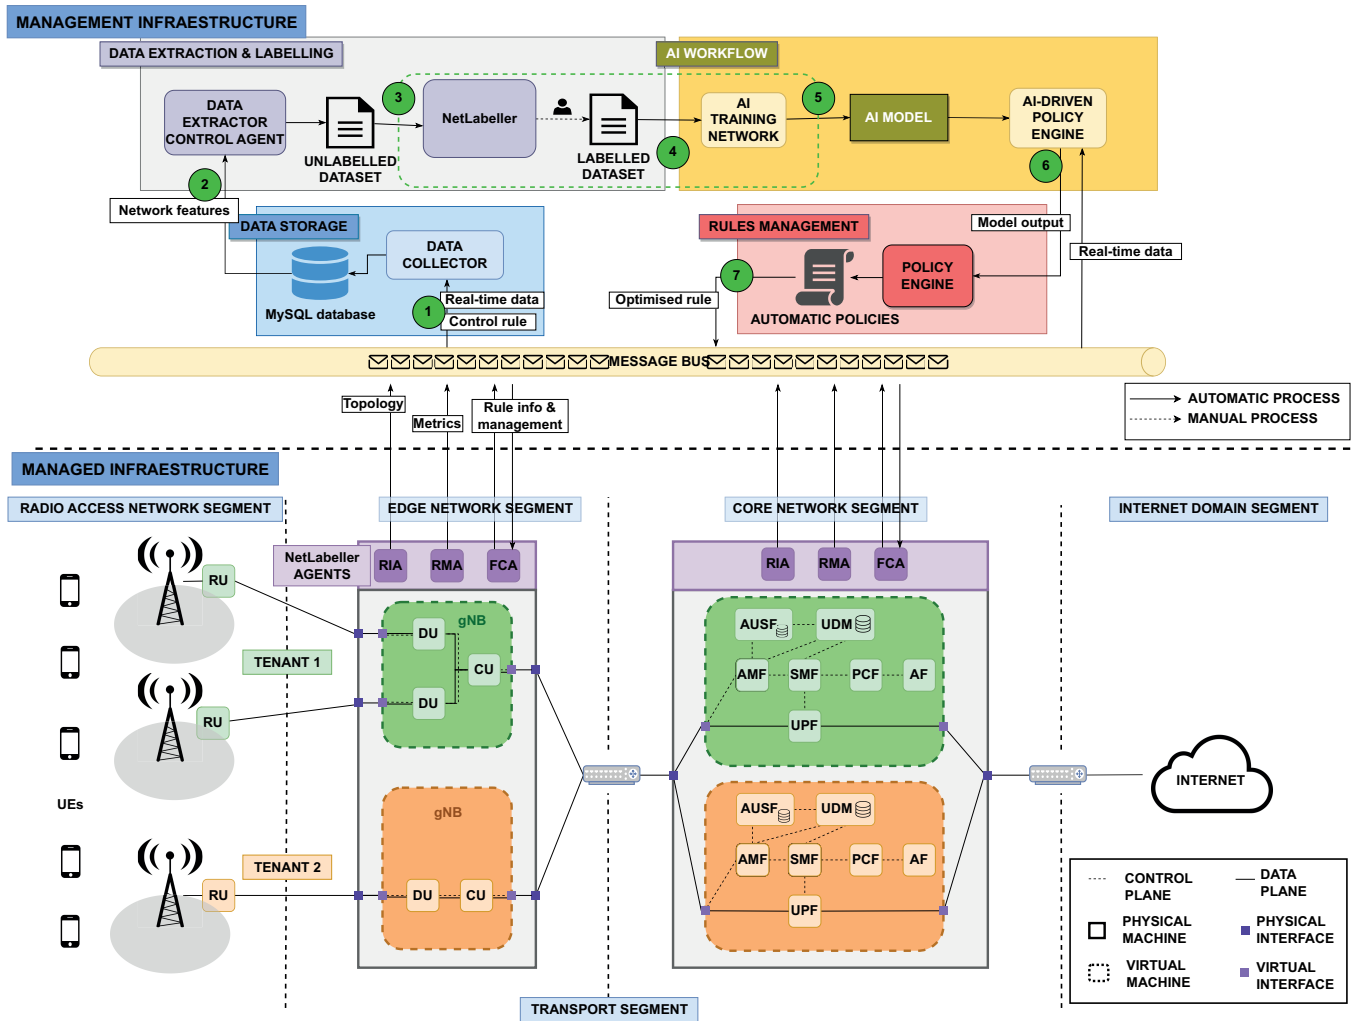 MANAGEMENT INFRAESTRUCTURE
DATA EXTRACTION & LABELLING
AI WORKFLOW
DATA
EXTRACTOR
CONTROL AGENT
UNLABELLED
DATASET
3
NetLabeller
LABELLED
DATASET
4
AI
TRAINING
NETWORK
5
AI MODEL
AI-DRIVEN
POLICY
ENGINE
6
2
Network features
DATA STORAGE
DATA
COLLECTOR
MySQL database
1
Real-time data
Control rule
RULES MANAGEMENT
Model output
Real-time data
7
Optimised rule
POLICY
ENGINE
AUTOMATIC POLICIES
MESSAGE BUS
Topology
Metrics
Rule info &
management
AUTOMATIC PROCESS
MANUAL PROCESS
MANAGED INFRAESTRUCTURE
RADIO ACCESS NETWORK SEGMENT
EDGE NETWORK SEGMENT
CORE NETWORK SEGMENT
INTERNET DOMAIN SEGMENT
NetLabeller
AGENTS
RIA
RMA
FCA
RIA
RMA
FCA
RU
TENANT 1
RU
UEs
TENANT 2
RU
gNB
DU
CU
DU
gNB
DU
CU
AUSF
UDM
AMF
SMF
PCF
AF
UPF
AUSF
UDM
AMF
SMF
PCF
AF
UPF
INTERNET
TRANSPORT SEGMENT
CONTROL
PLANE
DATA
PLANE
PHYSICAL
MACHINE
PHYSICAL
INTERFACE
VIRTUAL
MACHINE
VIRTUAL
INTERFACE